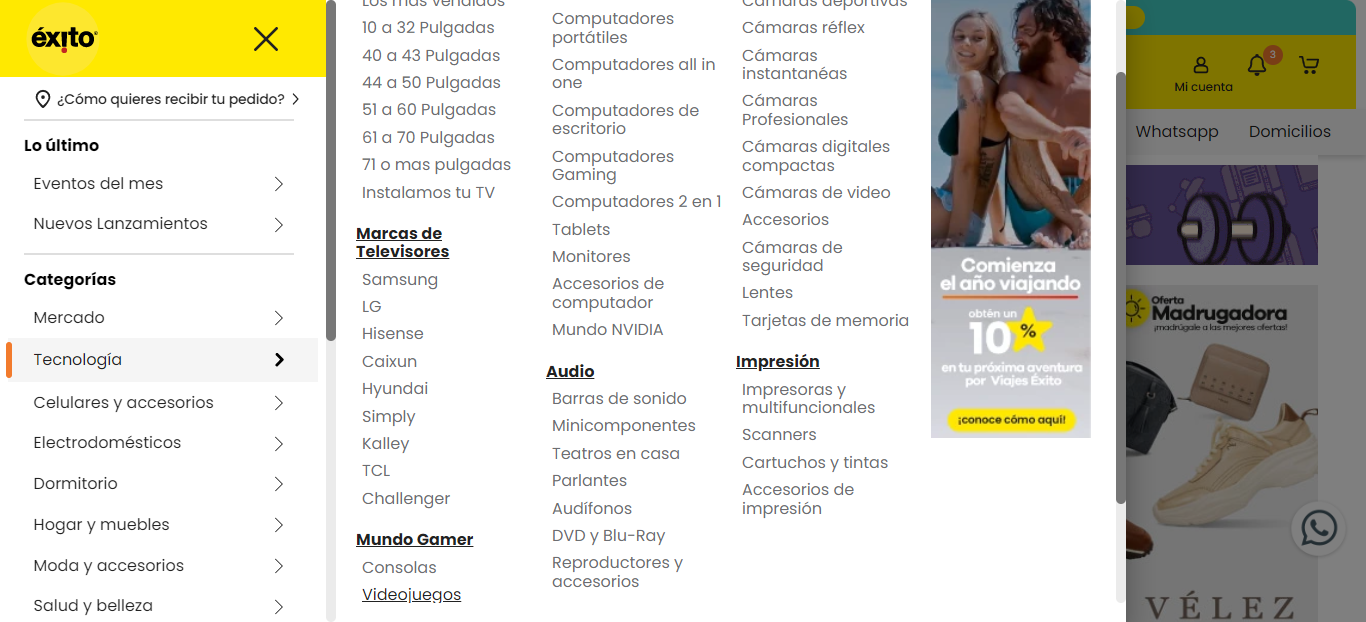 éxito
¿Cómo quieres recibir tu pedido?
Lo último
Eventos del mes
Nuevos Lanzamientos
Categorías
Mercado
Tecnología
Celulares y accesorios
Electrodomésticos
Dormitorio
Hogar y muebles
Moda y accesorios
Salud y belleza
Los más vendidos
10 a 32 Pulgadas
40 a 43 Pulgadas
44 a 50 Pulgadas
51 a 60 Pulgadas
61 a 70 Pulgadas
71 o mas pulgadas
Instalamos tu TV
Marcas de
Televisores
Samsung
LG
Hisense
Caixun
Hyundai
Simply
Kalley
TCL
Challenger
Mundo Gamer
Consolas
Videojuegos
Computadores
portátiles
Computadores all in
one
Computadores de
escritorio
Computadores
Gaming
Computadores 2 en 1
Tablets
Monitores
Accesorios de
computador
Mundo NVIDIA
Audio
Barras de sonido
Minicomponentes
Teatros en casa
Parlantes
Audífonos
DVD y Blu-Ray
Reproductores y
accesorios
Cámaras deportivas
Cámaras réflex
Cámaras
instantanéas
Cámaras
Profesionales
Cámaras digitales
compactas
Cámaras de video
Accesorios
Cámaras de
seguridad
Lentes
Tarjetas de memoria
Impresión
Impresoras y
multifuncionales
Scanners
Cartuchos y tintas
Accesorios de
impresión
Comienza
el año viajando
obtén un
10 %
en tu próxima aventura
por Viajes Éxito
¡conoce cómo aquí!
3
Mi cuenta
Whatsapp
Domicilios
Oferta
Madrugadora
¡madrúgale a las mejores ofertas!
VÉLEZ